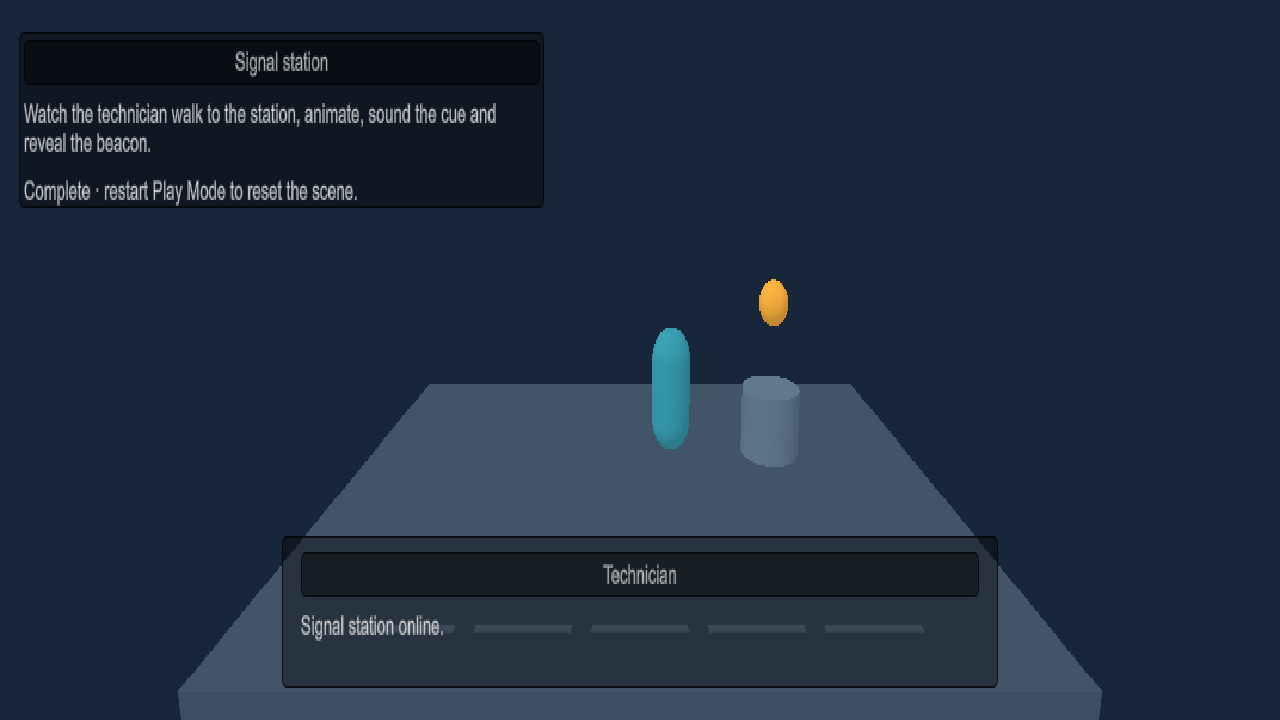 Signal station
Watch the technician walk to the station, animate, sound the cue and
reveal the beacon.
Complete · restart Play Mode to reset the scene.
Technician
Signal station online.